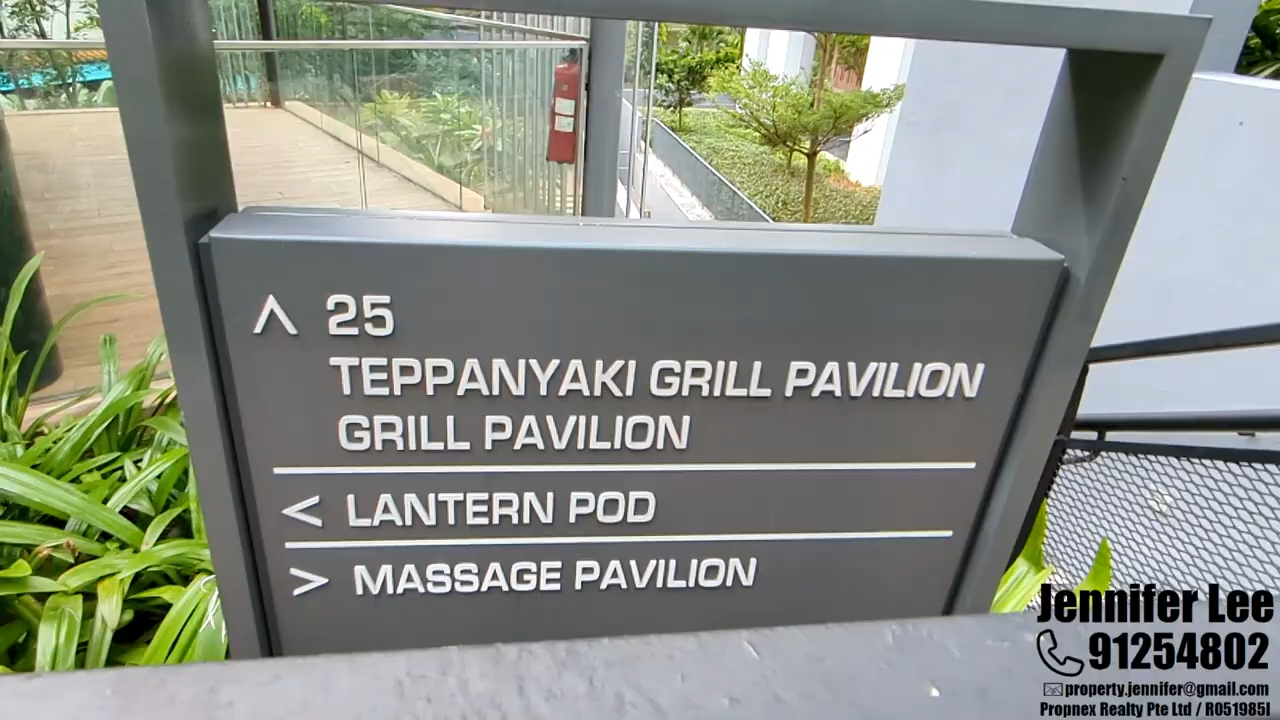 ^ 25
TEPPANYAKI GRILL PAVILION
GRILL PAVILION
< LANTERN POD
> MASSAGE PAVILION
Jennifer Lee
91254802
property.jennifer@gmail.com
Propnex Realty Pte Ltd / R051985I